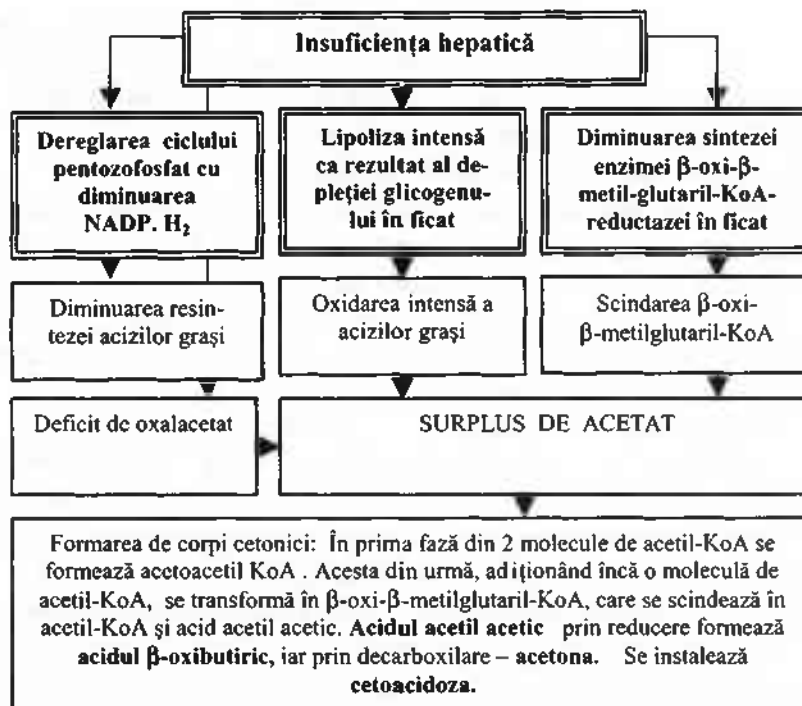 Insuficiența hepatică
Dereglarea ciclului
pentozofosfat cu
diminuarea
NADP. H₂
Lipoliza intensă
ca rezultat al de-
pleției glicogenu-
lui în ficat
Diminuarea sintezei
enzimei β-oxi-β-
metil-glutaril-KoA-
reductazei în ficat
Diminuarea resin-
tezei acizilor grași
Oxidarea intensă a
acizilor grași
Scindarea β-oxi-
β-metilglutaril-KoA
Deficit de oxalacetat
SURPLUS DE ACETAT
Formarea de corpi cetonici: În prima fază din 2 molecule de acetil-KoA se
formează acetoacetil KoA . Acesta din urmă, adiționând încă o moleculă de
acetil-KoA, se transformă în β-oxi-β-metilglutaril-KoA, care se scindează în
acetil-KoA și acid acetil acetic. Acidul acetil acetic prin reducere formează
acidul β-oxibutiric, iar prin decarboxilare – acetona. Se instalează
cetoacidoza.